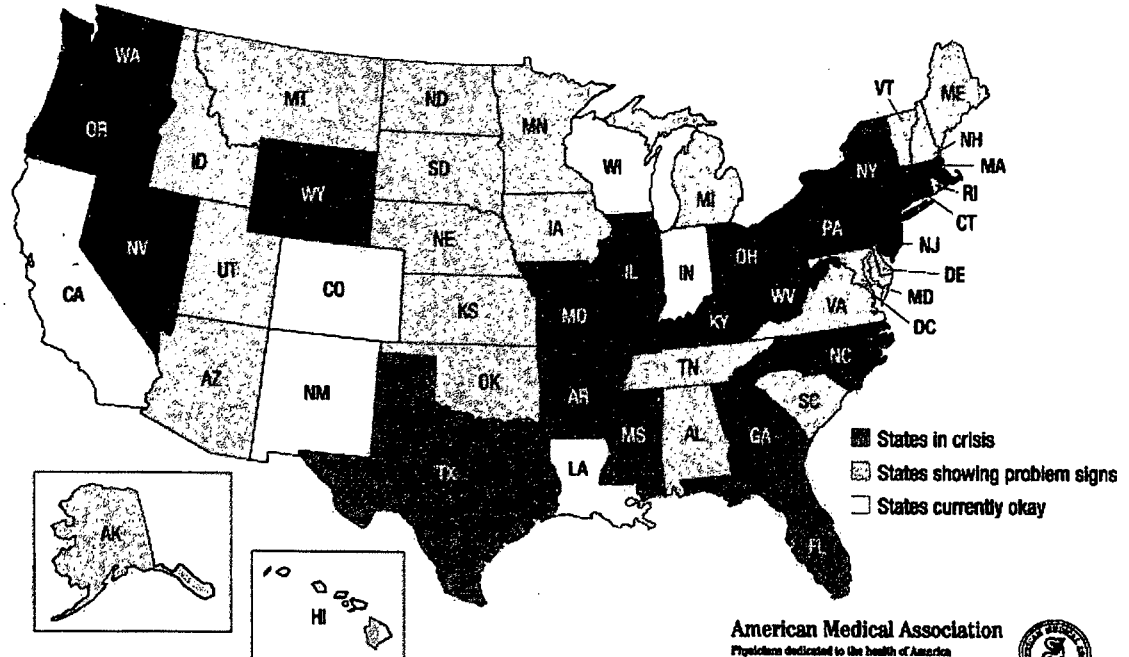 WA
OR
CA
NV
ID
MT
WY
UT
AZ
CO
NM
ND
SD
NE
KS
OK
TX
MN
IA
MO
AR
LA
WI
IL
MS
MI
IN
KY
TN
AL
OH
WV
GA
FL
SC
NC
VA
PA
NY
VT
ME
NH
MA
RI
CT
NJ
DE
MD
DC
AK
HI
States in crisis
States showing problem signs
States currently okay
American Medical Association
Physicians dedicated to the health of America